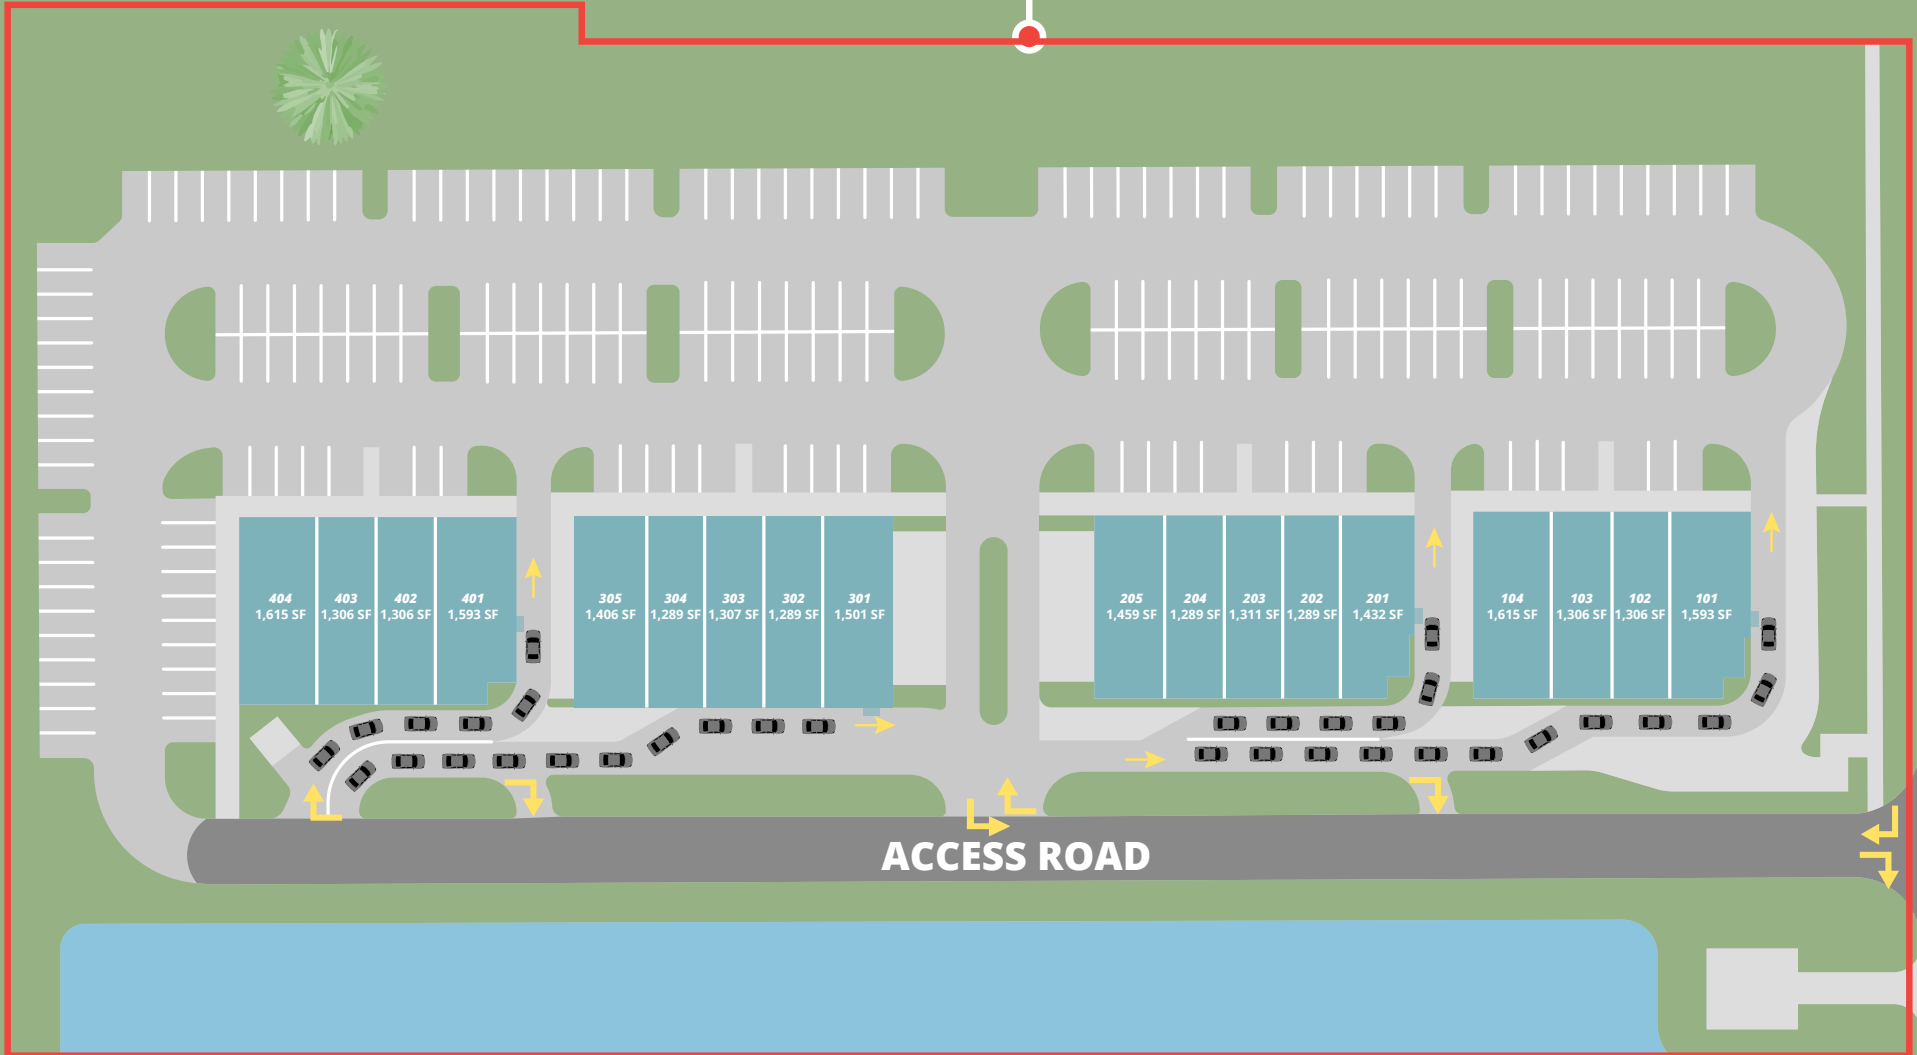 404
1,615 SF
403
1,306 SF
402
1,306 SF
401
1,593 SF
305
1,406 SF
304
1,289 SF
303
1,307 SF
302
1,289 SF
301
1,501 SF
205
1,459 SF
204
1,289 SF
203
1,311 SF
202
1,289 SF
201
1,432 SF
104
1,615 SF
103
1,306 SF
102
1,306 SF
101
1,593 SF
ACCESS ROAD